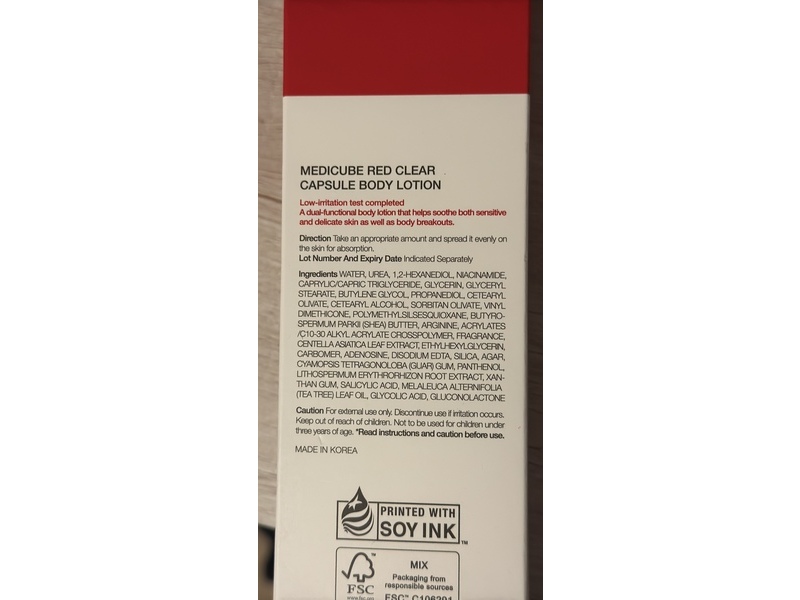 MEDICUBE RED CLEAR
CAPSULE BODY LOTION
Low-irritation test completed
A dual-functional body lotion that helps soothe both sensitive
and delicate skin as well as body breakouts.
Direction Take an appropriate amount and spread it evenly on
the skin for absorption.
Lot Number And Expiry Date Indicated Separately
Ingredients WATER, UREA, 1,2-HEXANEDIOL, NIACINAMIDE,
CAPRYLIC/CAPRIC TRIGLYCERIDE, GLYCERIN, GLYCERYL
STEARATE, BUTYLENE GLYCOL, PROPANEDIOL, CETEARYL
OLIVATE, CETEARYL ALCOHOL, SORBITAN OLIVATE, VINYL
DIMETHICONE, POLYMETHYLSILSESQUIOXANE, BUTYRO-
SPERMUM PARKII (SHEA) BUTTER, ARGININE, ACRYLATES
/C10-30 ALKYL ACRYLATE CROSSPOLYMER, FRAGRANCE,
CENTELLA ASIATICA LEAF EXTRACT, ETHYLHEXYLGLYCERIN,
CARBOMER, ADENOSINE, DISODIUM EDTA, SILICA, AGAR,
CYAMOPSIS TETRAGONOLOBA (GUAR) GUM, PANTHENOL,
LITHOSPERMUM ERYTHRORHIZON ROOT EXTRACT, XAN-
THAN GUM, SALICYLIC ACID, MELALEUCA ALTERNIFOLIA
(TEA TREE) LEAF OIL, GLYCOLIC ACID, GLUCONOLACTONE
Caution For external use only. Discontinue use if irritation occurs.
Keep out of reach of children. Not to be used for children under
three years of age. *Read instructions and caution before use.
MADE IN KOREA
PRINTED WITH
SOY INK™
FSC™
www.fsc.org
MIX
Packaging from
responsible sources
FSC™ C106291